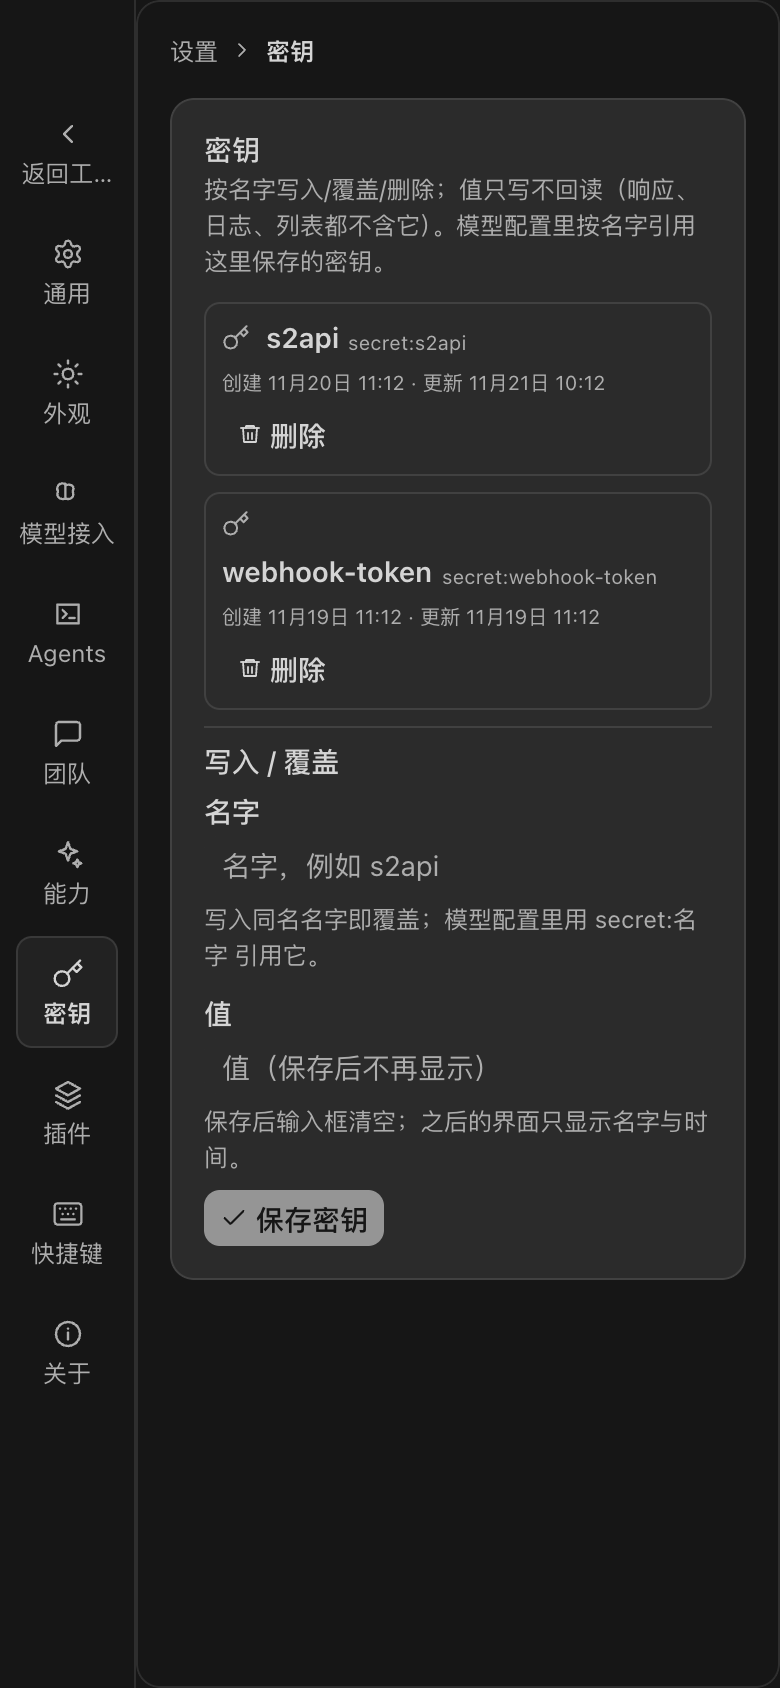 设置 > 密钥
返回工...
通用
外观
模型接入
Agents
团队
能力
密钥
插件
快捷键
关于
密钥
按名字写入/覆盖/删除；值只写不回读（响应、
日志、列表都不含它）。模型配置里按名字引用
这里保存的密钥。
s2api secret:s2api
创建 11月20日 11:12 · 更新 11月21日 10:12
删除
webhook-token secret:webhook-token
创建 11月19日 11:12 · 更新 11月19日 11:12
删除
写入 / 覆盖
名字
名字，例如 s2api
写入同名名字即覆盖；模型配置里用 secret:名
字 引用它。
值
值（保存后不再显示）
保存后输入框清空；之后的界面只显示名字与时
间。
保存密钥